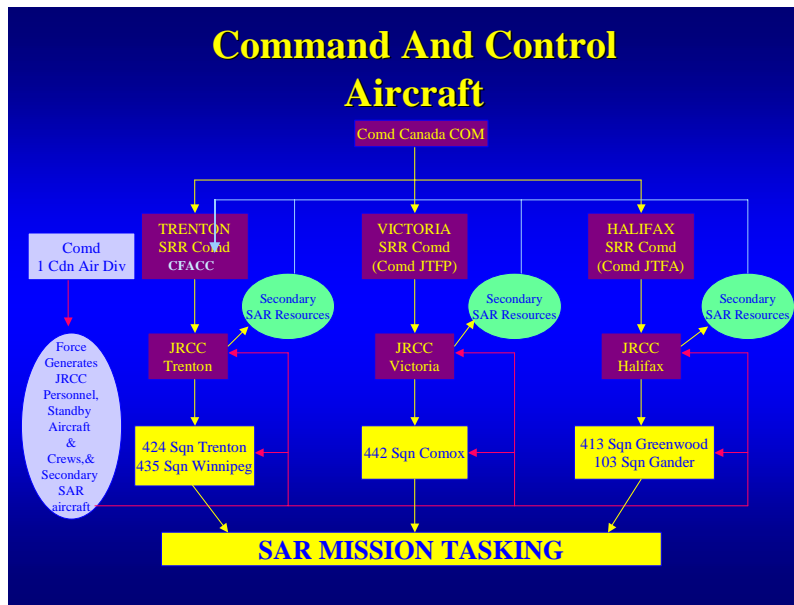 Command And Control
Aircraft
Comd Canada COM
TRENTON
SRR Comd
CFACC
VICTORIA
SRR Comd
(Comd JTFP)
HALIFAX
SRR Comd
(Comd JTFA)
Comd
1 Cdn Air Div
Secondary
SAR Resources
Secondary
SAR Resources
Secondary
SAR Resources
Force
Generates
JRCC
Personnel,
Standby
Aircraft
&
Crews,&
Secondary
SAR
aircraft
JRCC
Trenton
JRCC
Victoria
JRCC
Halifax
424 Sqn Trenton
435 Sqn Winnipeg
442 Sqn Comox
413 Sqn Greenwood
103 Sqn Gander
SAR MISSION TASKING